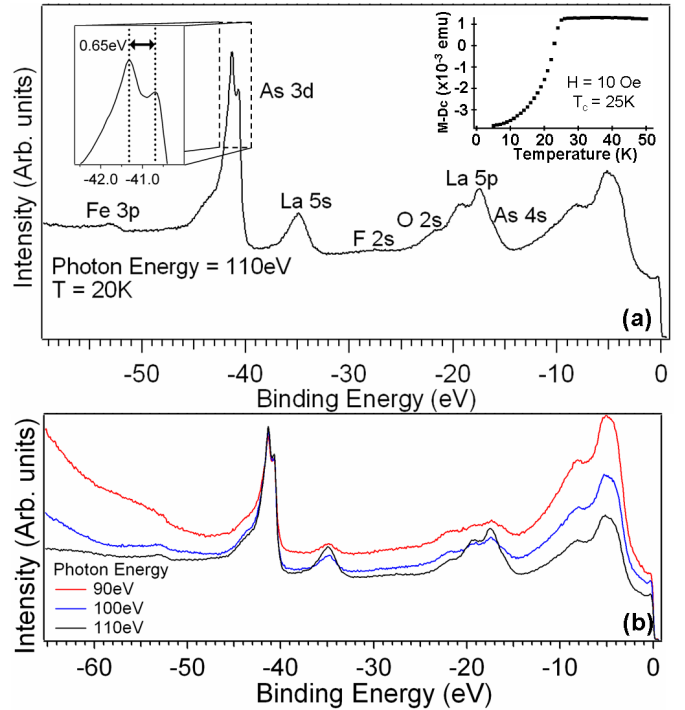 0.65eV
-42.0 -41.0
As 3d
Fe 3p
La 5s
F 2s
O 2s
La 5p
As 4s
Photon Energy = 110eV
T = 20K
(a)
Intensity (Arb. units)
-50 -40 -30 -20 -10 0
Binding Energy (eV)
M-Dc (x10⁻³ emu)
1
0
-1
-2
-3
H = 10 Oe
Tc = 25K
0 10 20 30 40 50
Temperature (K)
Intensity (Arb. units)
Photon Energy
90eV
100eV
110eV
(b)
-60 -50 -40 -30 -20 -10 0
Binding Energy (eV)